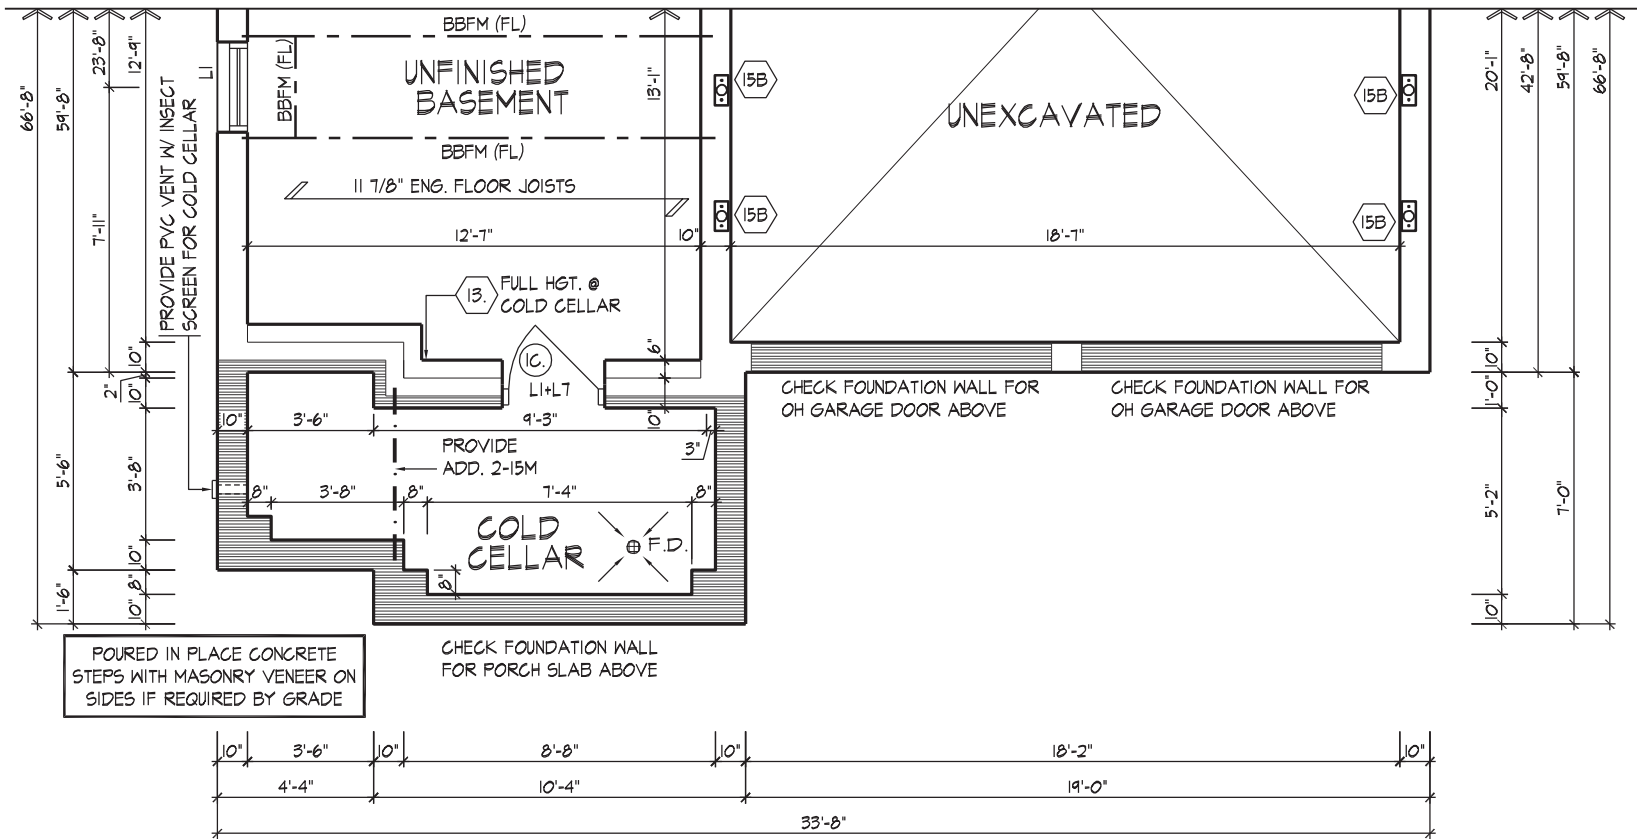 BBFM (FL)
UNFINISHED
BASEMENT
BBFM (FL)
BBFM (FL)
L1
11 7/8" ENG. FLOOR JOISTS
UNEXCAVATED
15B
15B
15B
15B
66'-8"
59'-8"
23'-8"
12'-9"
7'-11"
PROVIDE PVC VENT W/ INSECT
SCREEN FOR COLD CELLAR
13'-1"
12'-7"
10"
18'-7"
20'-1"
42'-8"
59'-8"
66'-8"
13.
FULL HGT. @
COLD CELLAR
1C.
L1+L7
6"
10"
2"
10"
10"
10"
1'-0"
CHECK FOUNDATION WALL FOR
OH GARAGE DOOR ABOVE
CHECK FOUNDATION WALL FOR
OH GARAGE DOOR ABOVE
10"
3'-6"
9'-3"
3"
PROVIDE
ADD. 2-15M
5'-6"
3'-8"
8"
3'-8"
8"
7'-4"
8"
5'-2"
7'-0"
COLD
CELLAR
F.D.
8"
10"
8"
1'-6"
10"
10"
POURED IN PLACE CONCRETE
STEPS WITH MASONRY VENEER ON
SIDES IF REQUIRED BY GRADE
CHECK FOUNDATION WALL
FOR PORCH SLAB ABOVE
10"
3'-6"
10"
8'-8"
10"
18'-2"
10"
4'-4"
10'-4"
19'-0"
33'-8"